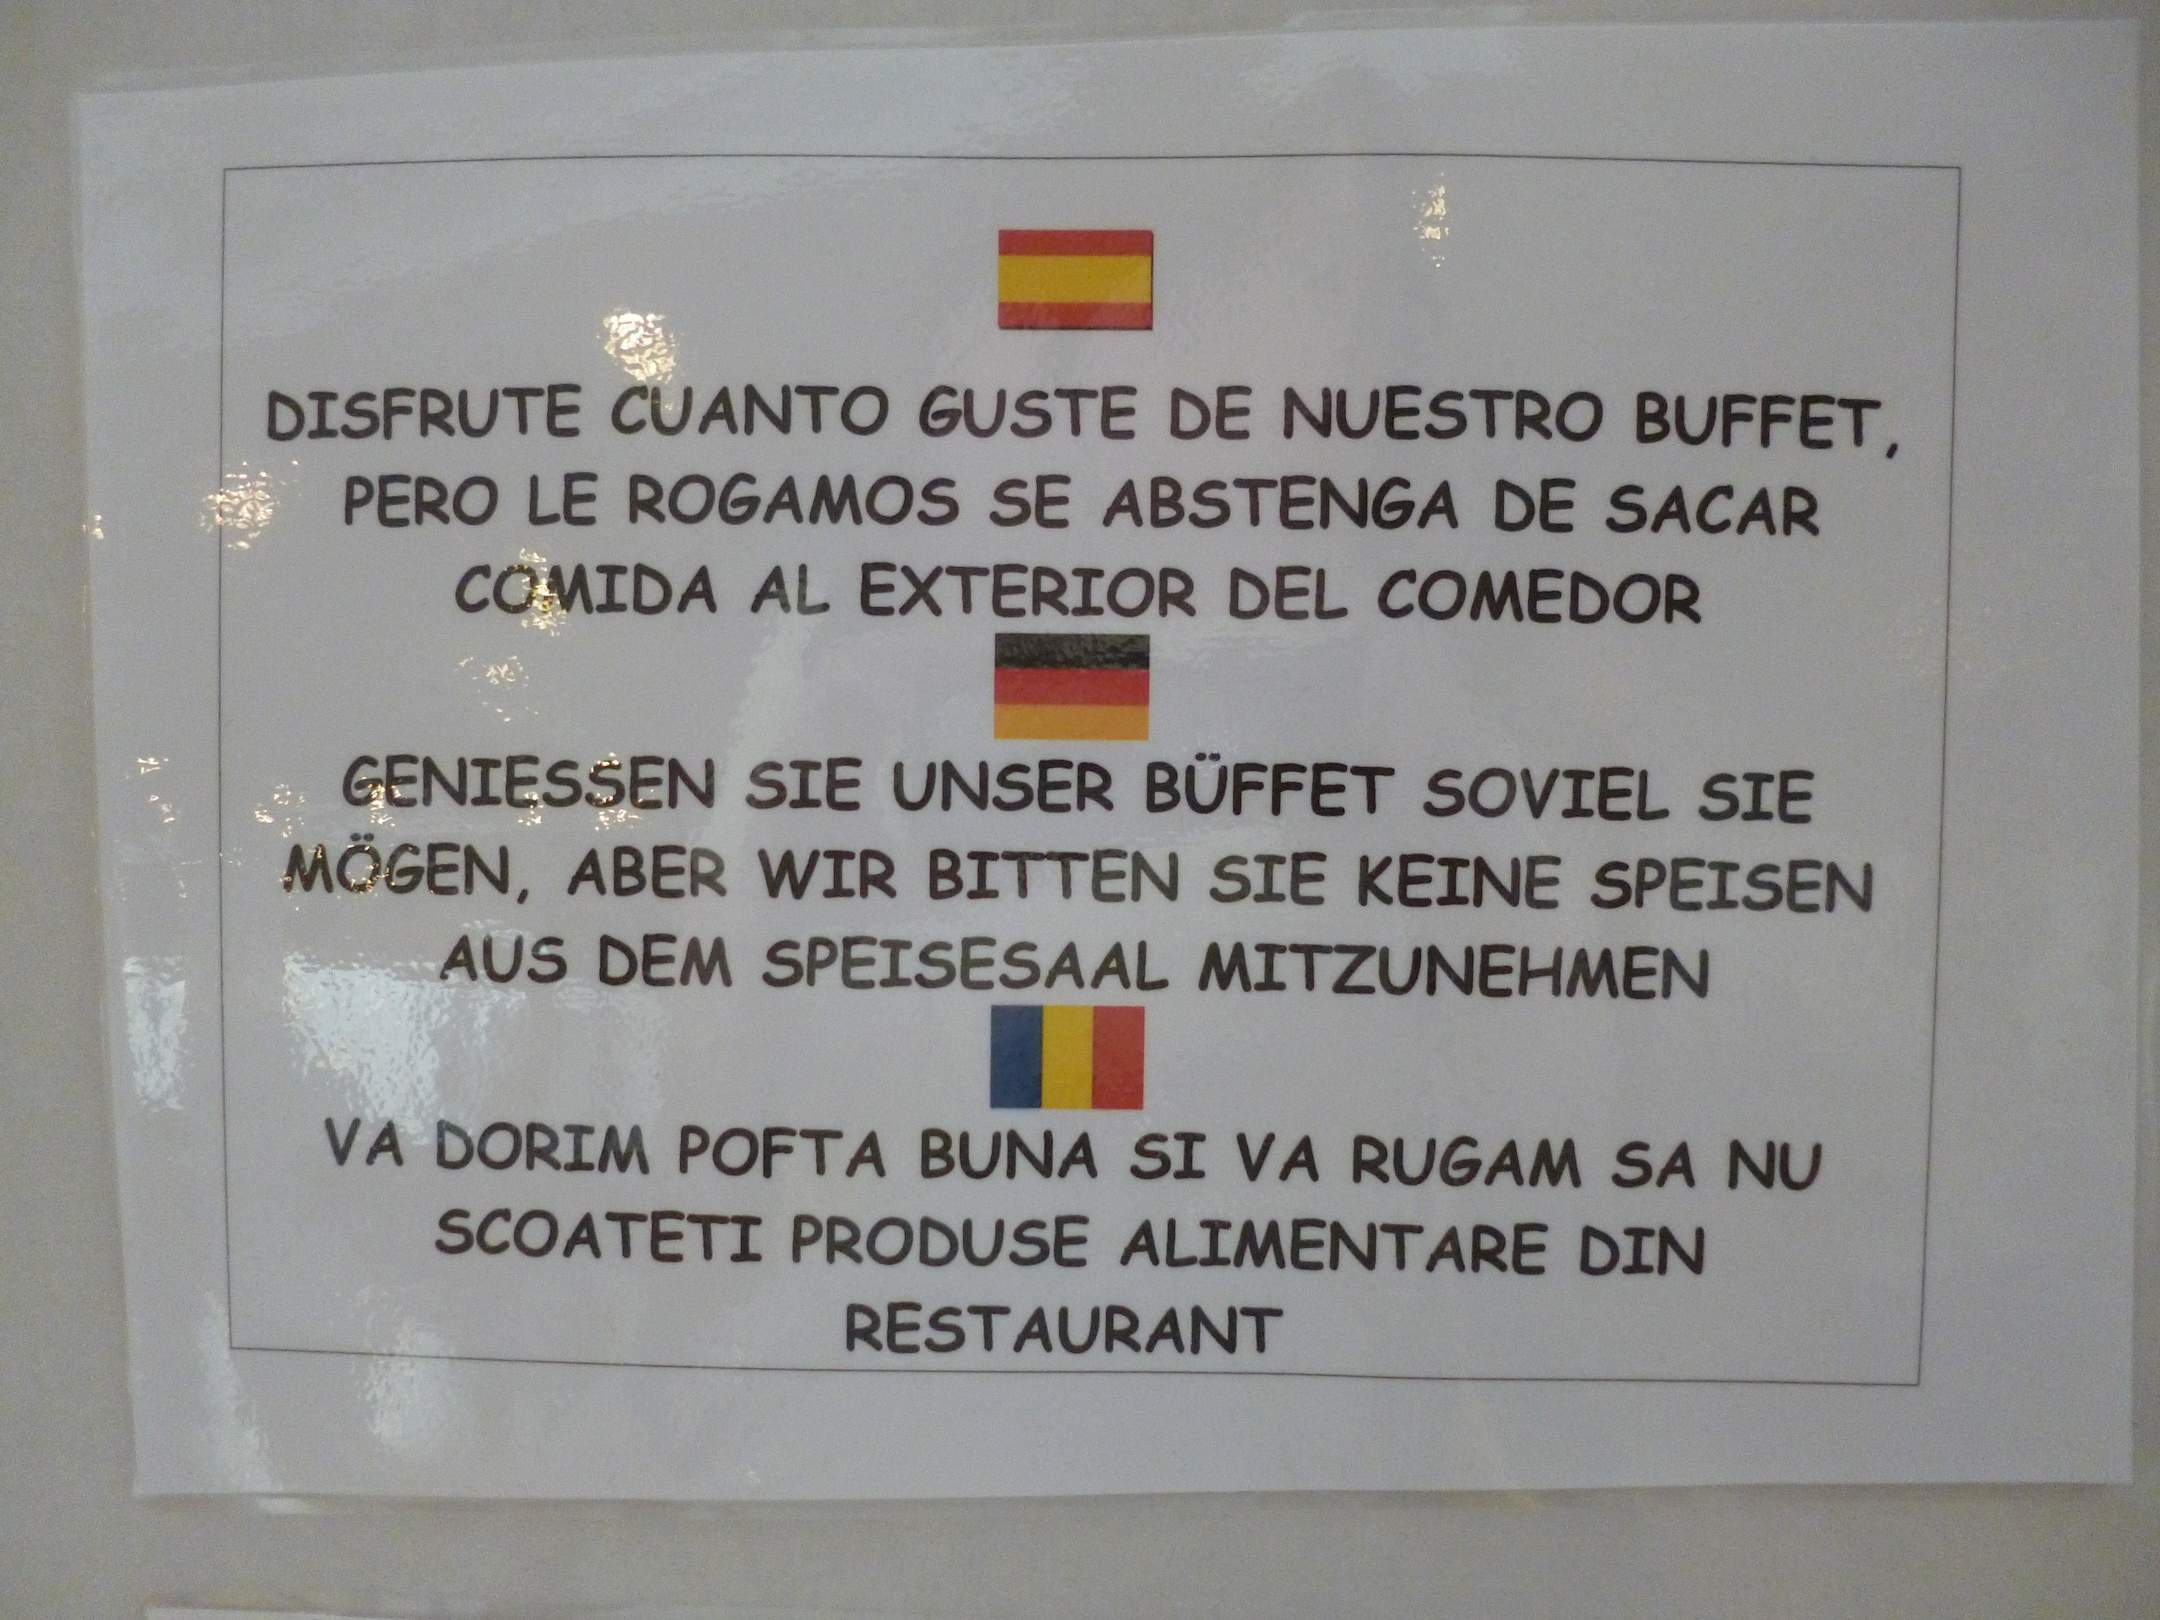 DISFRUTE CUANTO GUSTE DE NUESTRO BUFFET,
PERO LE ROGAMOS SE ABSTENGA DE SACAR
COMIDA AL EXTERIOR DEL COMEDOR
GENIESSEN SIE UNSER BÜFFET SOVIEL SIE
MÖGEN, ABER WIR BITTEN SIE KEINE SPEISEN
AUS DEM SPEISESAAL MITZUNEHMEN
VA DORIM POFTA BUNA SI VA RUGAM SA NU
SCOATETI PRODUSE ALIMENTARE DIN
RESTAURANT